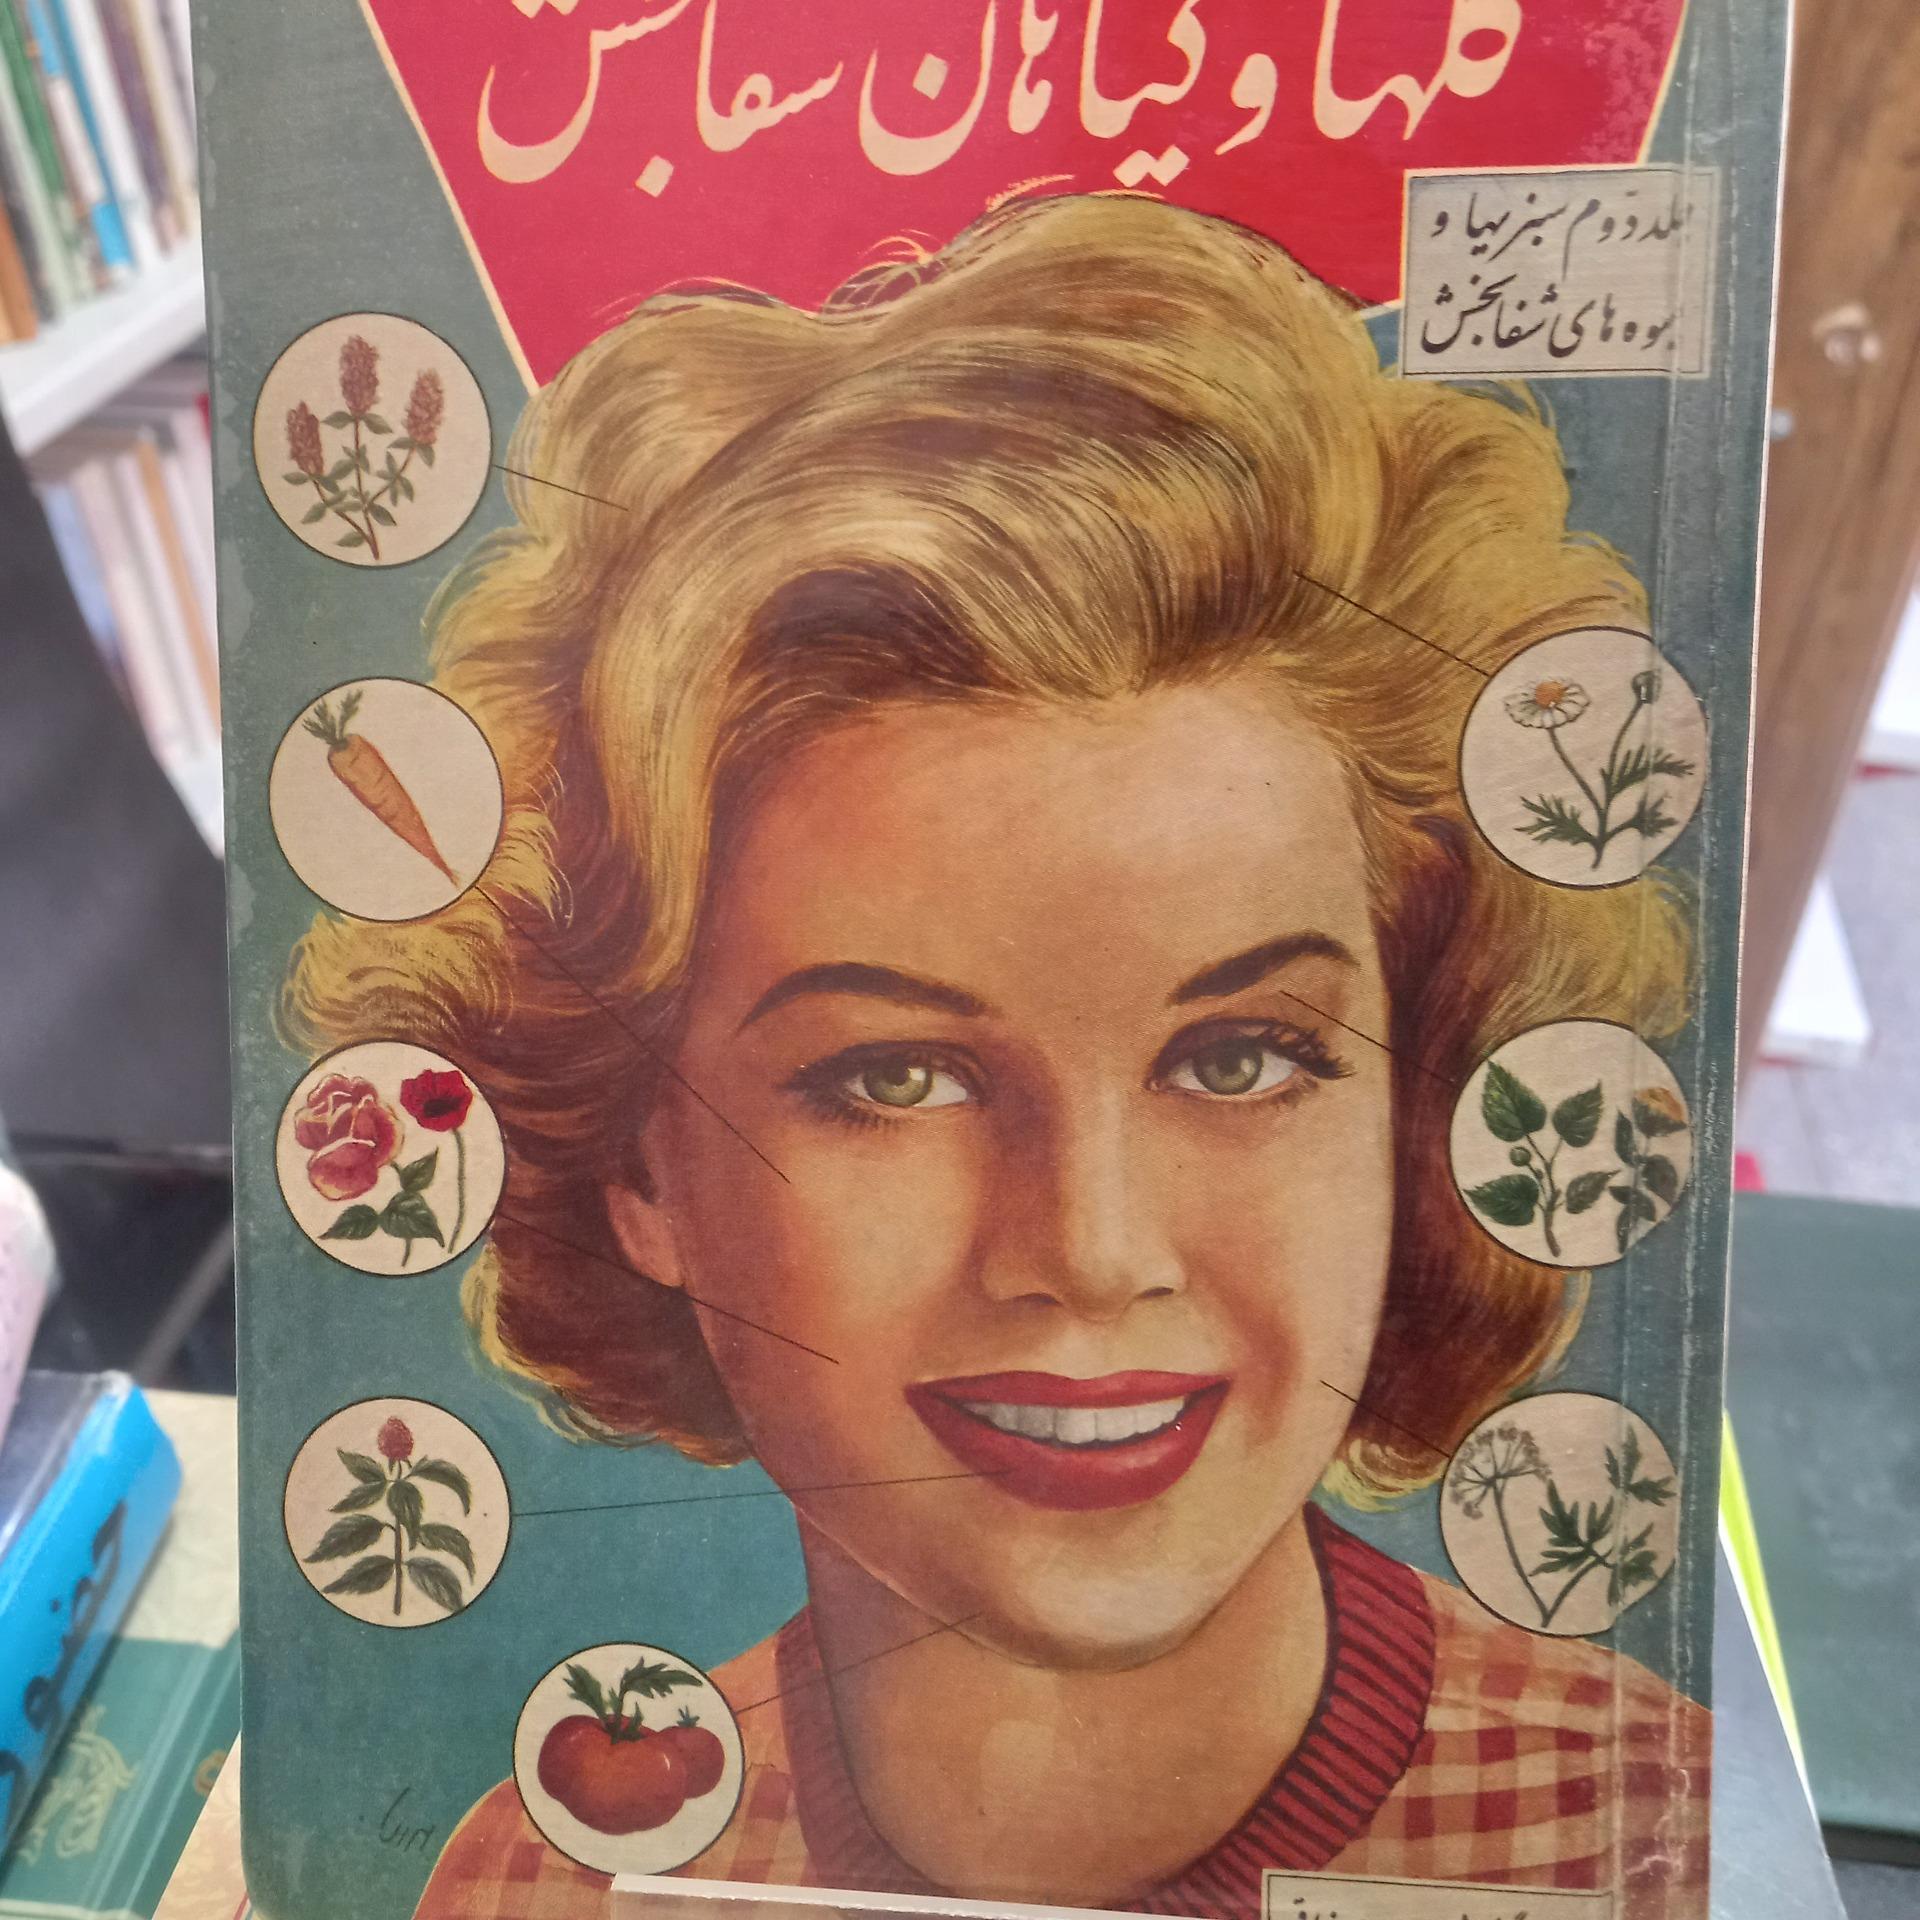 گلها و گیاهان شفابخش
جلد دوم سبزیها و
میوه های شفابخش